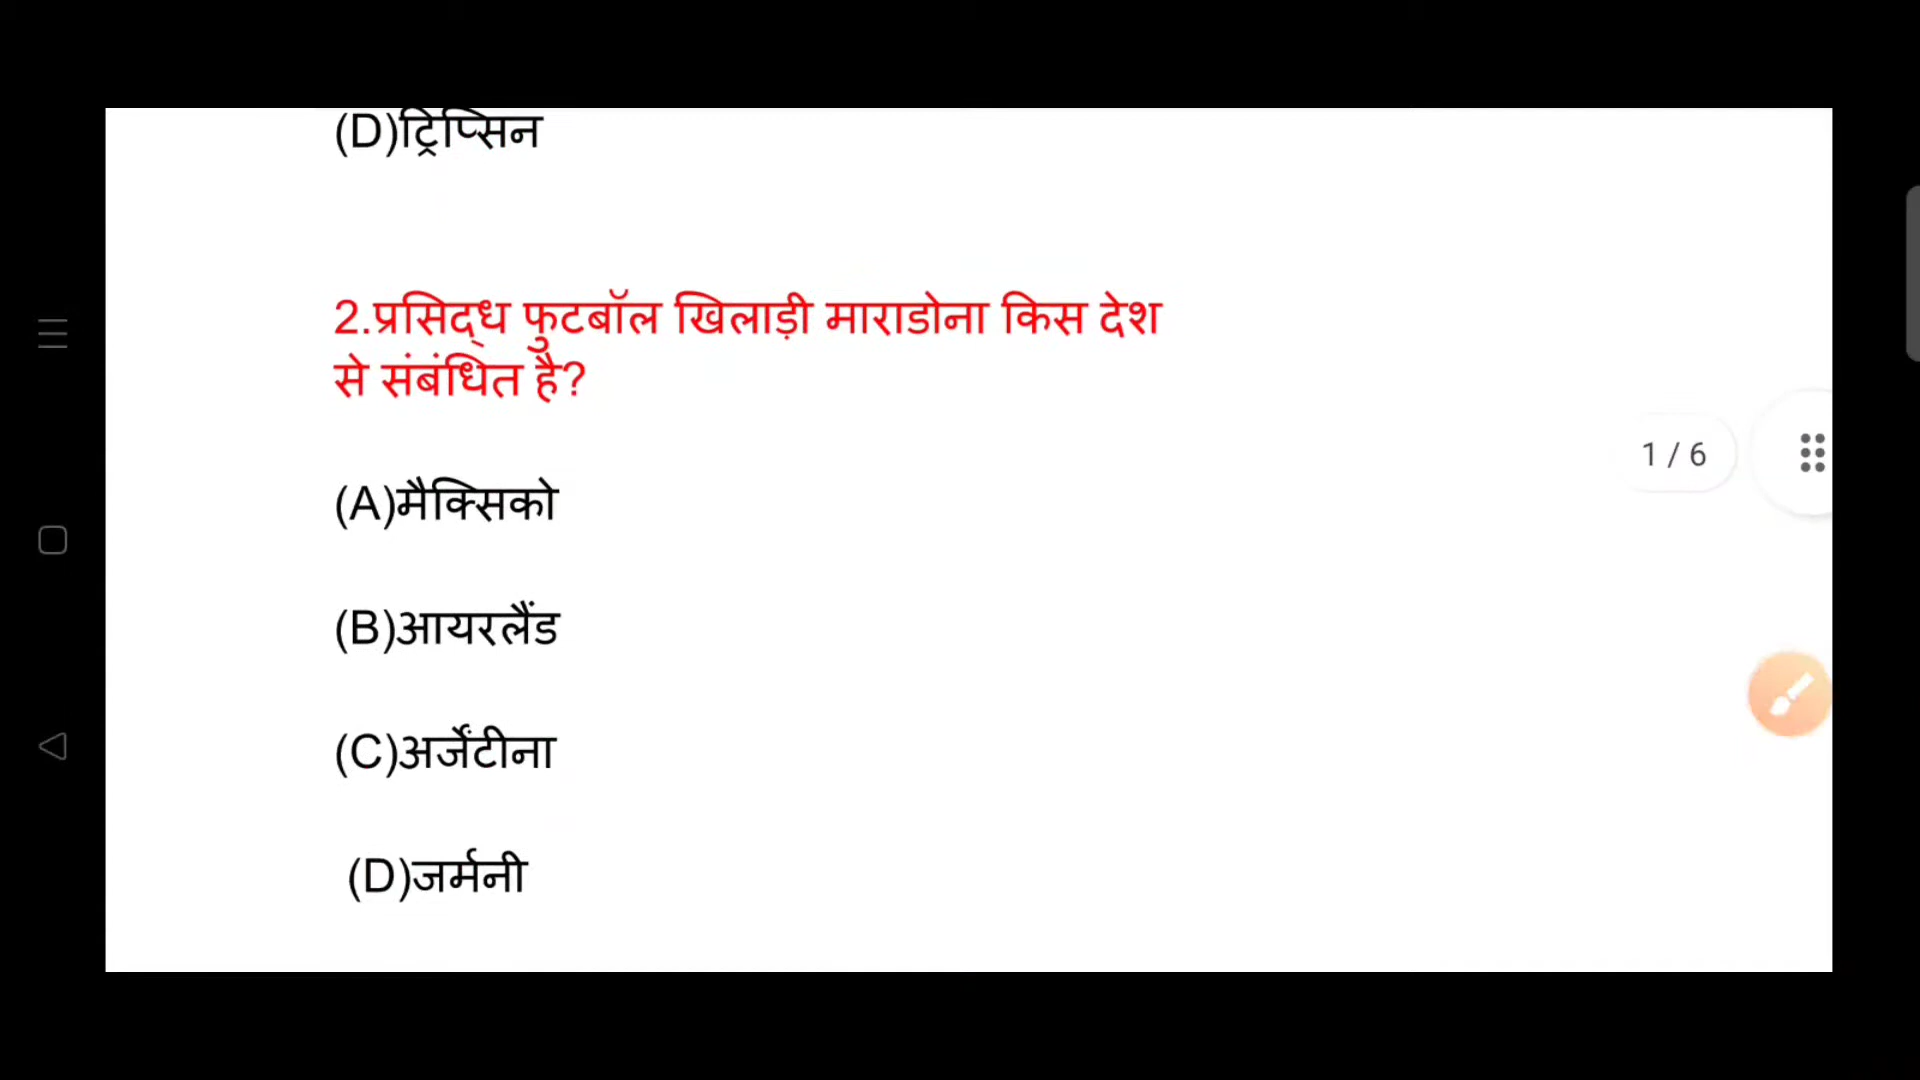 (D)ट्रिप्सिन
2.प्रसिद्ध फुटबॉल खिलाड़ी माराडोना किस देश
से संबंधित है?
1 / 6
(A)मैक्सिको
(B)आयरलैंड
(C)अर्जेंटीना
(D)जर्मनी